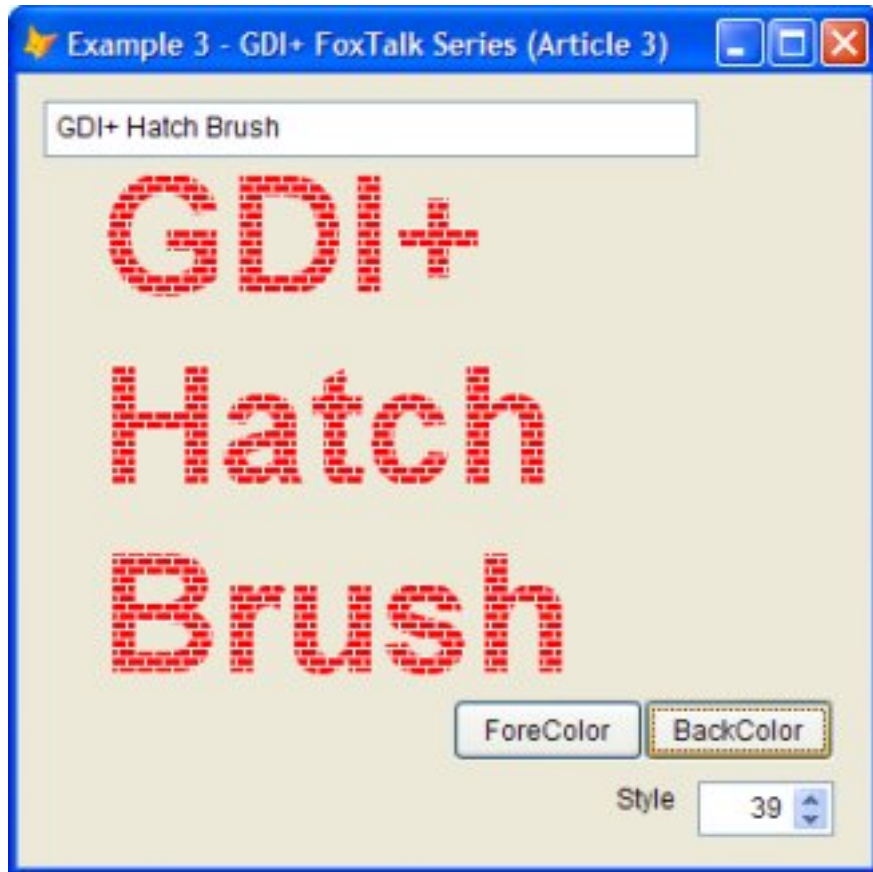 Example 3 - GDI+ FoxTalk Series (Article 3)
GDI+ Hatch Brush
GDI+
Hatch
Brush
ForeColor BackColor
Style 39